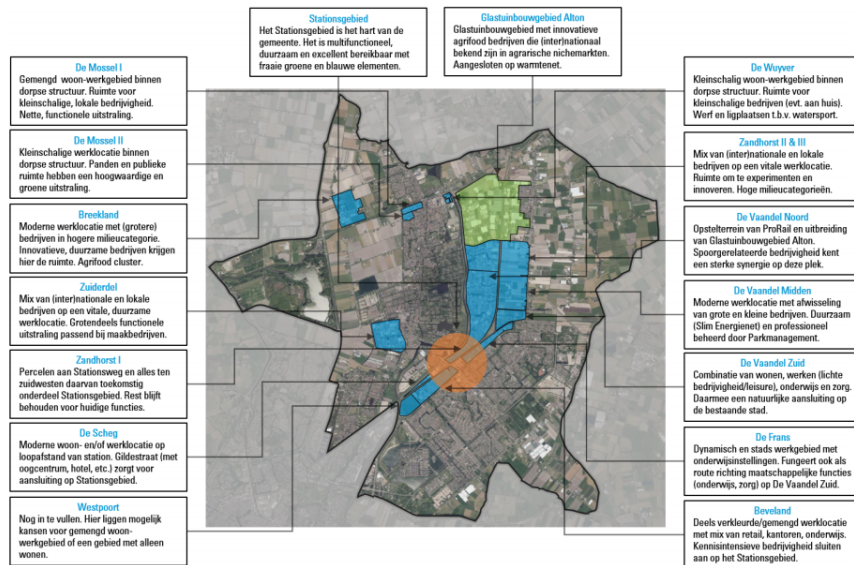 Stationsgebied
Het Stationsgebied is het hart van de
gemeente. Het is multifunctioneel,
duurzaam en excellent bereikbaar met
fraaie groene en blauwe elementen.
Glastuinbouwgebied Alton
Glastuinbouwgebied met innovatieve
agrifood bedrijven die (inter)nationaal
bekend zijn in agrarische nichemarkten.
Aangesloten op warmtenet.
De Mossel I
Gemengd woon-werkgebied binnen
dorpse structuur. Ruimte voor
kleinschalige, lokale bedrijvigheid.
Nette, functionele uitstraling.
De Mossel II
Kleinschalige werklocatie binnen
dorpse structuur. Panden en publieke
ruimte hebben een hoogwaardige en
groene uitstraling.
Breekland
Moderne werklocatie met (grotere)
bedrijven in hogere milieucategorie.
Innovatieve, duurzame bedrijven krijgen
hier de ruimte. Agrifood cluster.
Zuiderdel
Mix van (inter)nationale en lokale
bedrijven op een vitale, duurzame
werklocatie. Grotendeels functionele
uitstraling passend bij maakbedrijven.
Zandhorst I
Percelen aan Stationsweg en alles ten
zuidwesten daarvan toekomstig
onderdeel Stationsgebied. Rest blijft
behouden voor huidige functies.
De Scheg
Moderne woon- en/of werklocatie op
loopafstand van station. Gildestraat (met
oogcentrum, hotel, etc.) zorgt voor
aansluiting op Stationsgebied.
Westpoort
Nog in te vullen. Hier liggen mogelijk
kansen voor gemengd woon-
werkgebied of een gebied met alleen
wonen.
De Wuyver
Kleinschalig woon-werkgebied binnen
dorpse structuur. Ruimte voor
kleinschalige bedrijven (evt. aan huis).
Werf en ligplaatsen t.b.v. watersport.
Zandhorst II & III
Mix van (inter)nationale en lokale
bedrijven op een vitale werklocatie.
Ruimte om te experimenten en
innoveren. Hoge milieucategorieën.
De Vaandel Noord
Opstelterrein van ProRail en uitbreiding
van Glastuinbouwgebied Alton.
Spoorgerelateerde bedrijvigheid kent
een sterke synergie op deze plek.
De Vaandel Midden
Moderne werklocatie met afwisseling
van grote en kleine bedrijven. Duurzaam
(Slim Energienet) en professioneel
beheerd door Parkmanagement.
De Vaandel Zuid
Combinatie van wonen, werken (lichte
bedrijvigheid/leisure), onderwijs en zorg.
Daarmee een natuurlijke aansluiting op
de bestaande stad.
De Frans
Dynamisch en stads werkgebied met
onderwijsinstellingen. Fungeert ook als
route richting maatschappelijke functies
(onderwijs, zorg) op De Vaandel Zuid.
Beveland
Deels verkleurde/gemengd werklocatie
met mix van retail, kantoren, onderwijs.
Kennisintensieve bedrijvigheid sluiten
aan op het Stationsgebied.